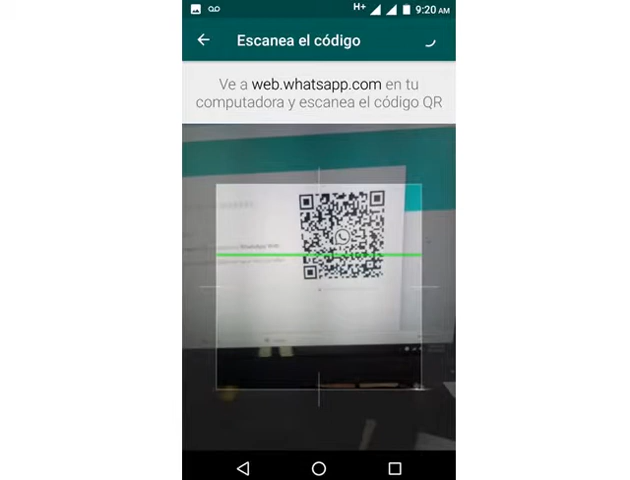 H+ 9:20 AM
Escanea el código
Ve a web.whatsapp.com en tu
computadora y escanea el código QR